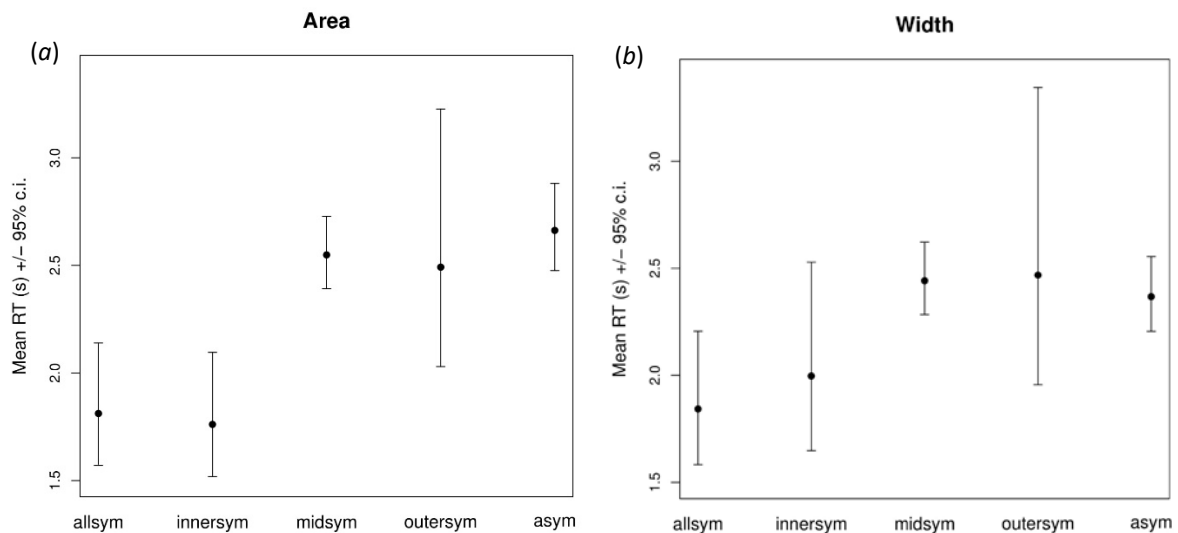 Area
(a)
Mean RT (s) +/− 95% c.i.
3.0
2.5
2.0
1.5
allsym innersym midsym outersym asym
Width
(b)
Mean RT (s) +/− 95% c.i.
3.0
2.5
2.0
1.5
allsym innersym midsym outersym asym